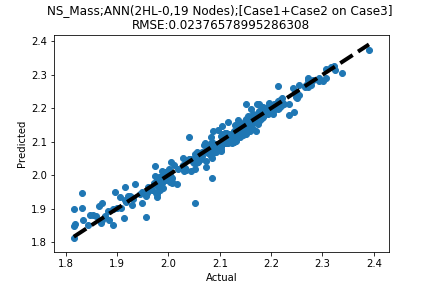 NS_Mass;ANN(2HL-0,19 Nodes);[Case1+Case2 on Case3]
RMSE:0.02376578995286308
2.4
2.3
2.2
2.1
2.0
1.9
1.8
Predicted
1.8 1.9 2.0 2.1 2.2 2.3 2.4
Actual